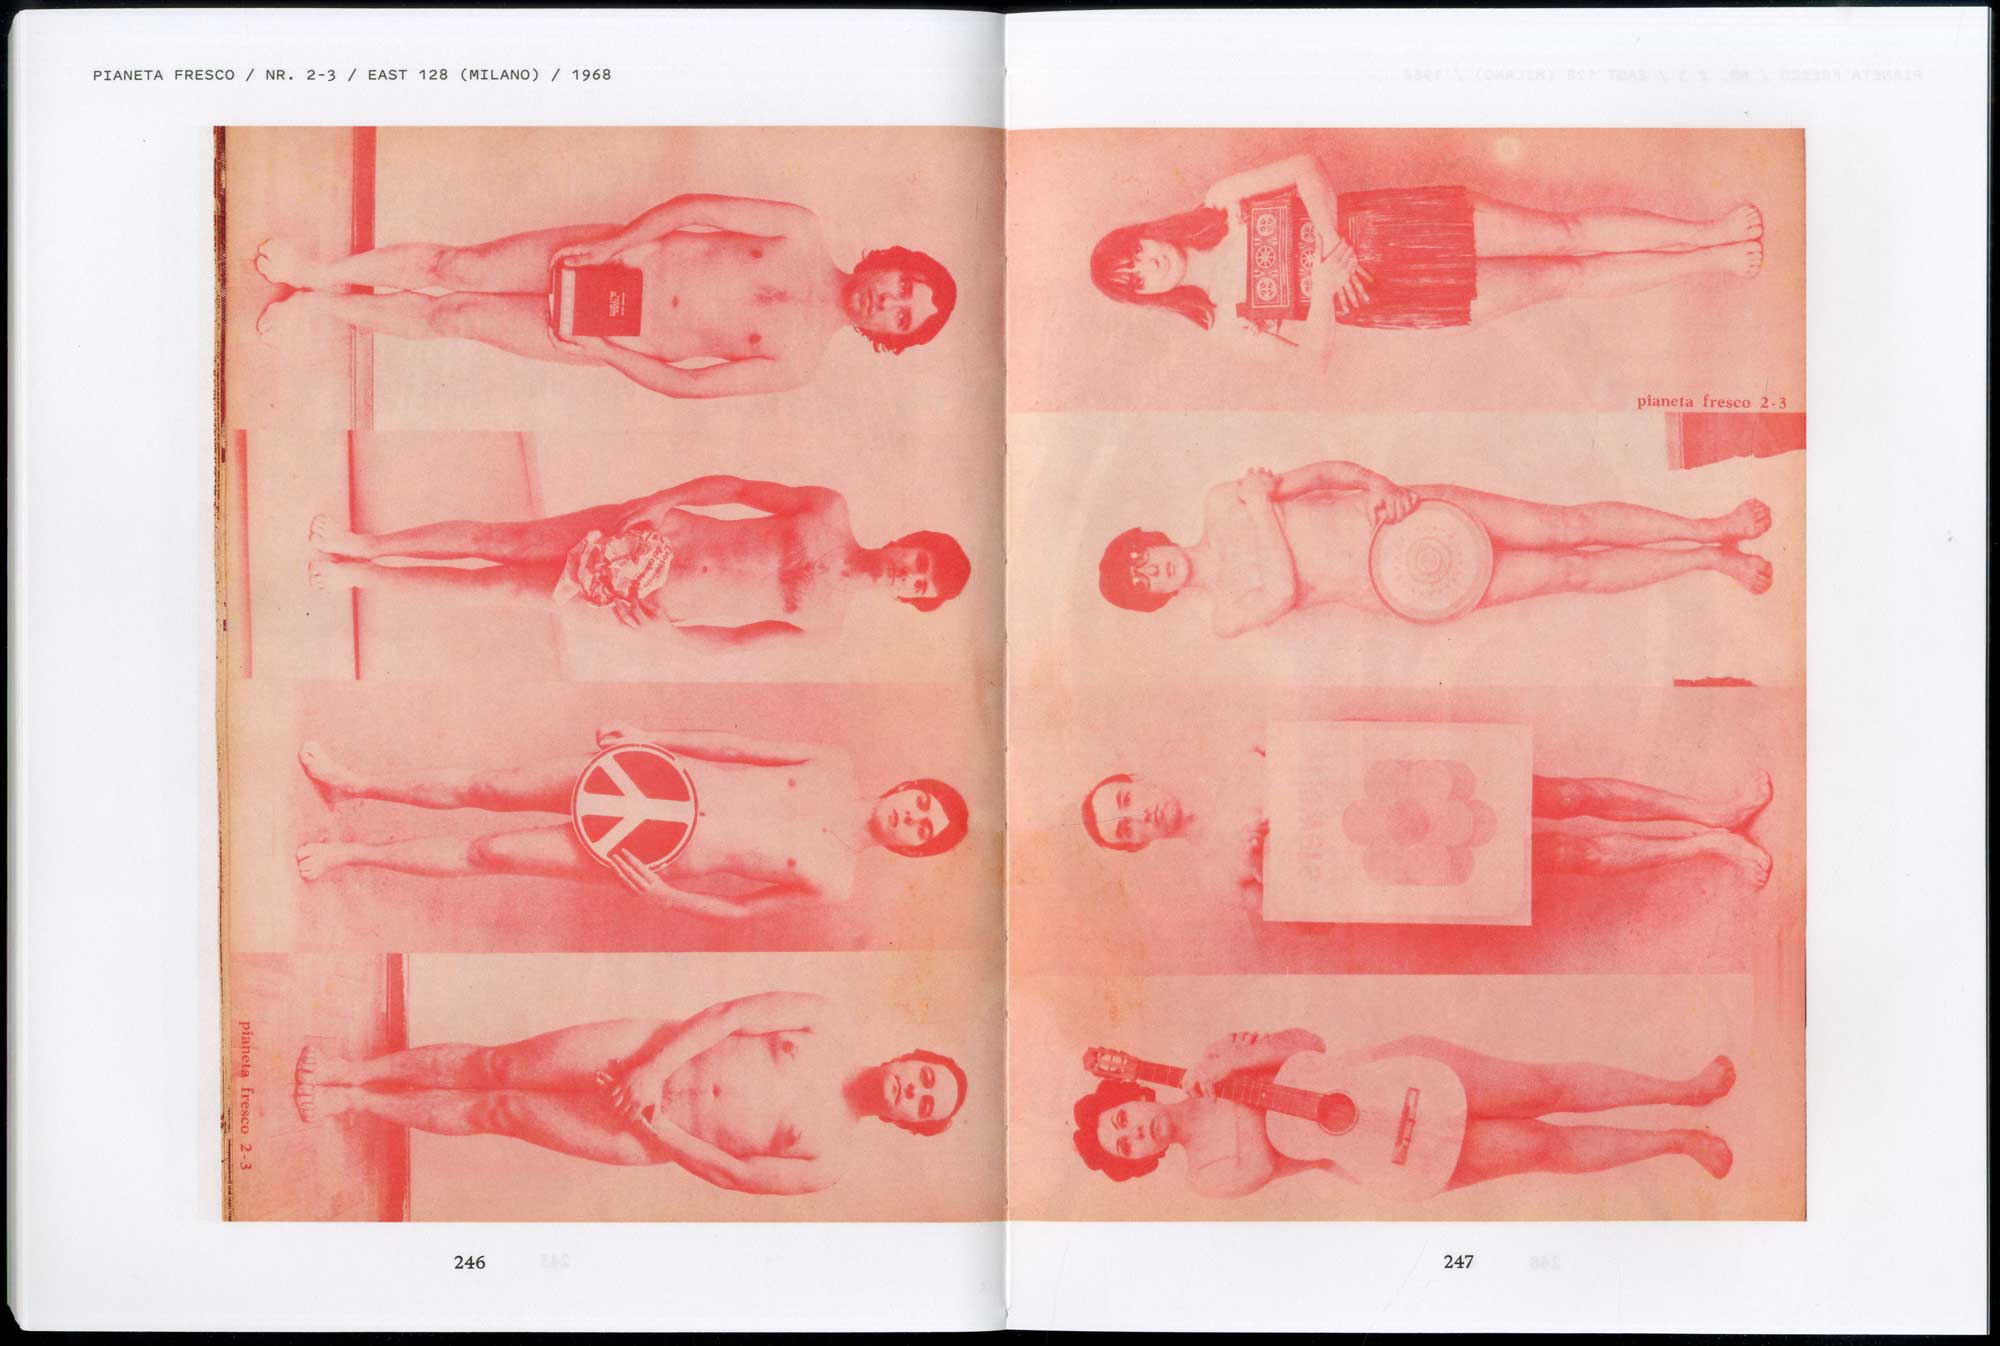 PIANETA FRESCO / NR. 2-3 / EAST 128 (MILANO) / 1968
pianeta fresco 2-3
pianeta fresco 2-3
246
247